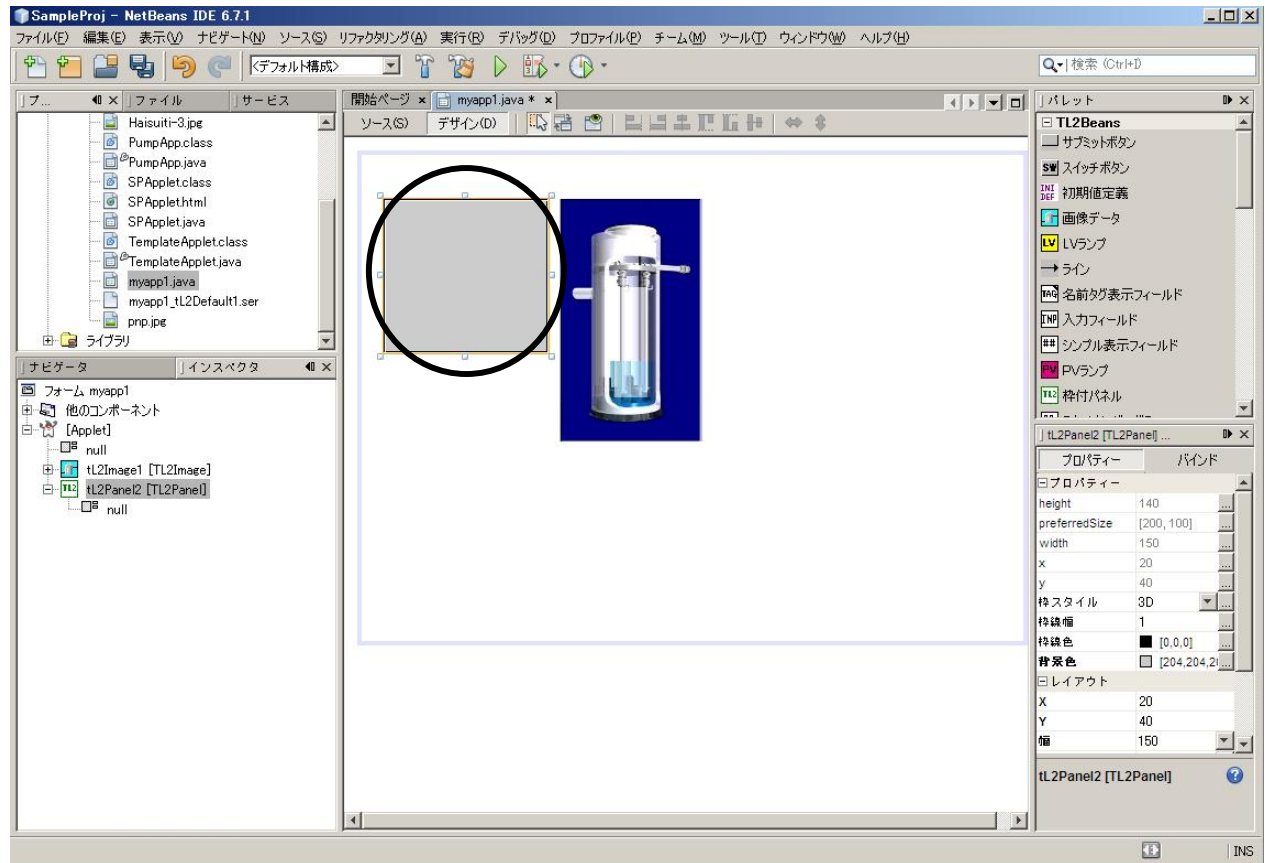 SampleProj - NetBeans IDE 6.7.1
ファイル(F) 編集(E) 表示(V) ナビゲート(N) ソース(S) リファクタリング(A) 実行(R) デバッグ(D) プロファイル(P) チーム(M) ツール(T) ウィンドウ(W) ヘルプ(H)
<デフォルト構成>
検索 (Ctrl+I)
プ...
ファイル
サービス
Haisuiti-3.jpg
PumpApp.class
PumpApp.java
SPApplet.class
SPApplet.html
SPApplet.java
TemplateApplet.class
TemplateApplet.java
myapp1.java
myapp1_tL2Default1.ser
pnp.jpg
ライブラリ
ナビゲータ
インスペクタ
フォーム myapp1
他のコンポーネント
[Applet]
null
tL2Image1 [TL2Image]
tL2Panel2 [TL2Panel]
null
開始ページ
myapp1.java *
ソース(S) デザイン(D)
パレット
TL2Beans
サブミットボタン
SW スイッチボタン
INI DEF 初期値定義
画像データ
LV LVランプ
ライン
TAG 名前タグ表示フィールド
INP 入力フィールド
## シンプル表示フィールド
PV PVランプ
TL2 枠付パネル
tL2Panel2 [TL2Panel] ...
プロパティー バインド
プロパティー
height 140 ...
preferredSize [200, 100] ...
width 150 ...
x 20 ...
y 40 ...
枠スタイル 3D ...
枠線幅 1 ...
枠線色 [0,0,0] ...
背景色 [204,204,2 ...
レイアウト
X 20
Y 40
幅 150
tL2Panel2 [TL2Panel]
INS